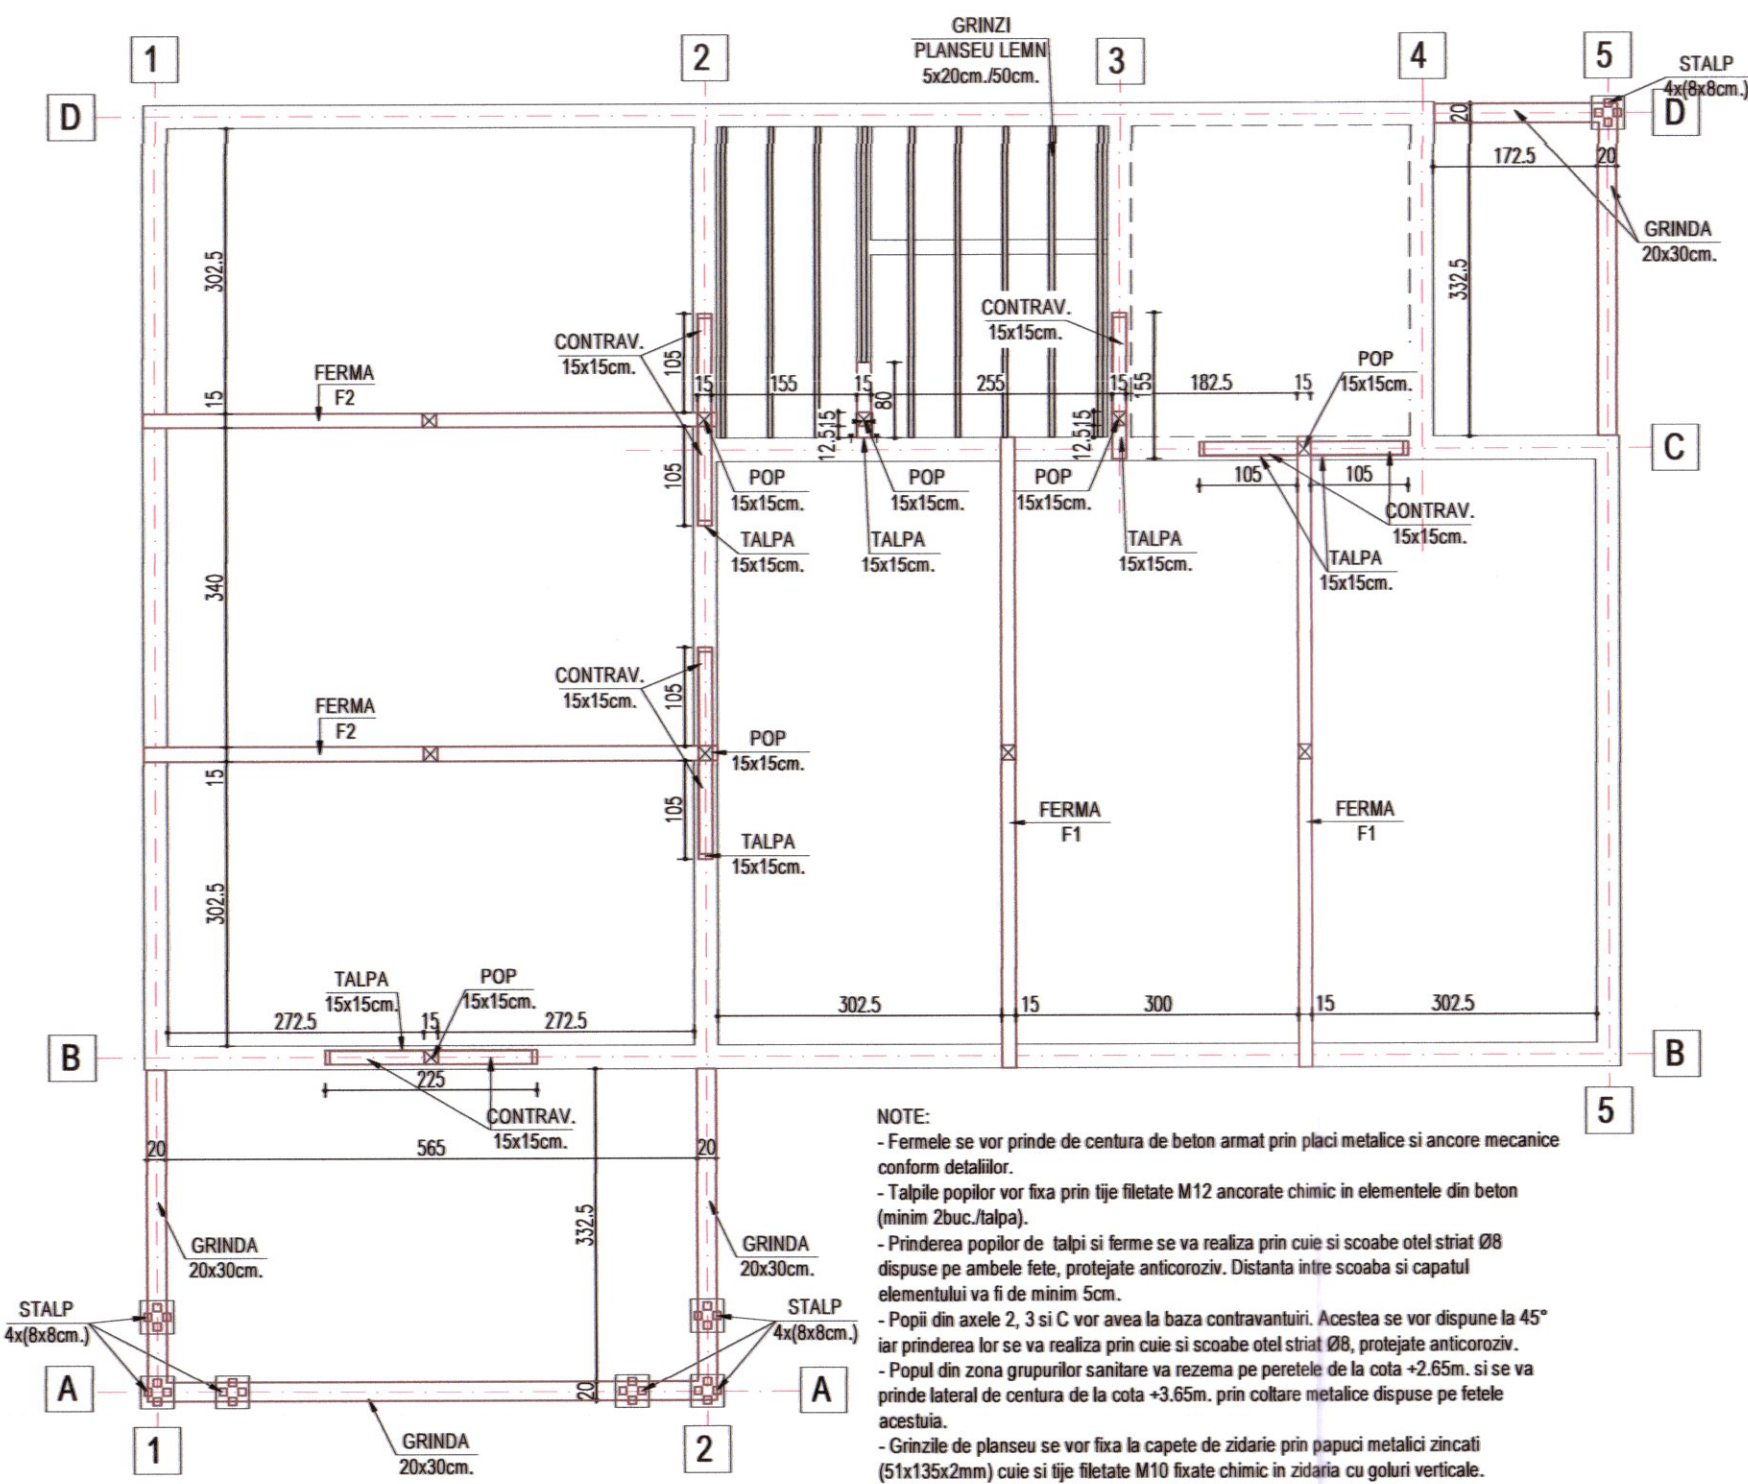 GRINZI
PLANSEU LEMN
5x20cm./50cm.
1
2
3
4
5
STALP
4x(8x8cm.)
D
D
20
172.5
20
GRINDA
20x30cm.
302.5
332.5
CONTRAV.
15x15cm.
CONTRAV.
15x15cm.
105
155
POP
15x15cm.
FERMA
F2
15
15
155
15
255
15
182.5
15
80
12.5
15
12.5
15
C
105
POP
15x15cm.
POP
15x15cm.
POP
15x15cm.
105
105
CONTRAV.
15x15cm.
TALPA
15x15cm.
TALPA
15x15cm.
TALPA
15x15cm.
TALPA
15x15cm.
340
CONTRAV.
15x15cm.
105
FERMA
F2
POP
15x15cm.
15
105
FERMA
F1
FERMA
F1
TALPA
15x15cm.
302.5
TALPA
15x15cm.
POP
15x15cm.
272.5
15
272.5
302.5
15
300
15
302.5
B
B
225
CONTRAV.
15x15cm.
5
20
565
20
332.5
GRINDA
20x30cm.
GRINDA
20x30cm.
STALP
4x(8x8cm.)
STALP
4x(8x8cm.)
A
20
A
1
GRINDA
20x30cm.
2
NOTE:
- Fermele se vor prinde de centura de beton armat prin placi metalice si ancore mecanice
conform detaliilor.
- Talpile popilor vor fixa prin tije filetate M12 ancorate chimic in elementele din beton
(minim 2buc./talpa).
- Prinderea popilor de talpi si ferme se va realiza prin cuie si scoabe otel striat Ø8
dispuse pe ambele fete, protejate anticoroziv. Distanta intre scoaba si capatul
elementului va fi de minim 5cm.
- Popii din axele 2, 3 si C vor avea la baza contravantuiri. Acestea se vor dispune la 45°
iar prinderea lor se va realiza prin cuie si scoabe otel striat Ø8, protejate anticoroziv.
- Popul din zona grupurilor sanitare va rezema pe peretele de la cota +2.65m. si se va
prinde lateral de centura de la cota +3.65m. prin coltare metalice dispuse pe fetele
acestuia.
- Grinzile de planseu se vor fixa la capete de zidarie prin papuci metalici zincati
(51x135x2mm) cuie si tije filetate M10 fixate chimic in zidaria cu goluri verticale.